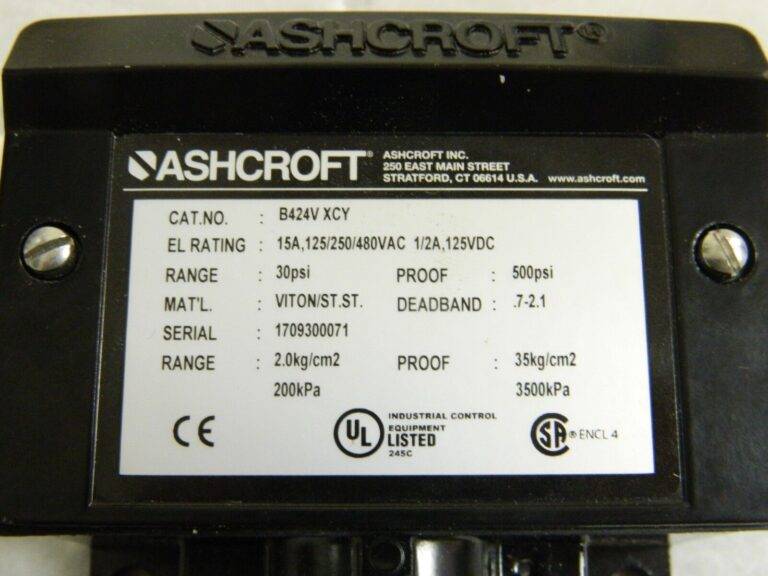 ASHCROFT®
ASHCROFT®
ASHCROFT INC.
250 EAST MAIN STREET
STRATFORD, CT 06614 U.S.A. www.ashcroft.com
CAT.NO. : B424V XCY
EL RATING : 15A,125/250/480VAC 1/2A,125VDC
RANGE : 30psi PROOF : 500psi
MAT'L. : VITON/ST.ST. DEADBAND : .7-2.1
SERIAL : 1709300071
RANGE : 2.0kg/cm2 PROOF : 35kg/cm2
200kPa 3500kPa
CE
UL
INDUSTRIAL CONTROL
EQUIPMENT
LISTED
245C
SA ® ENCL 4